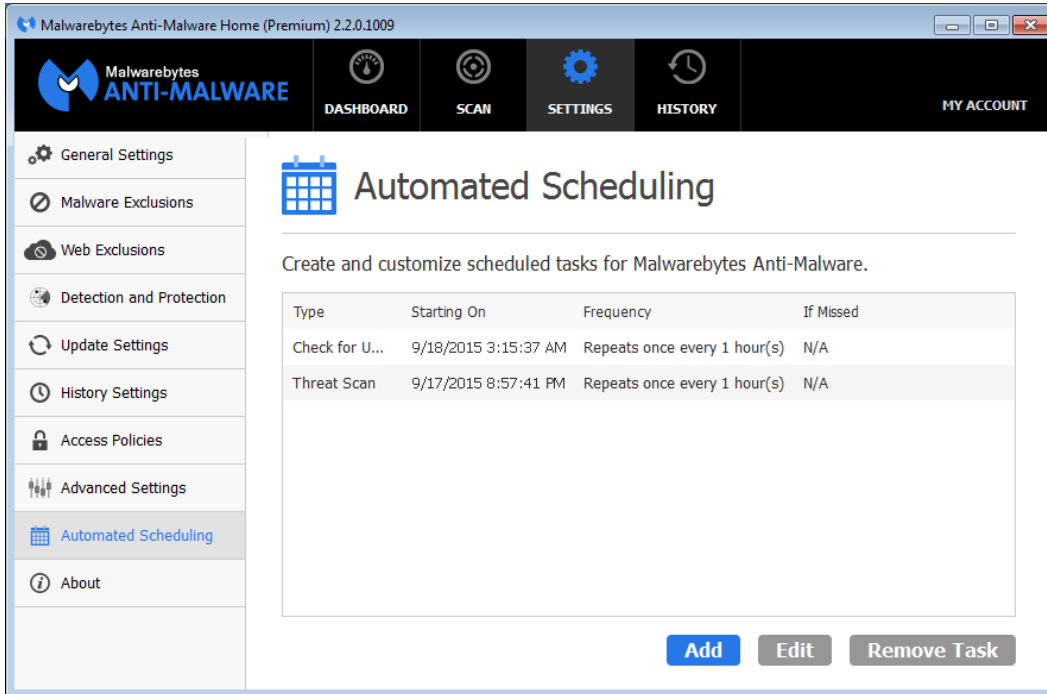 Malwarebytes Anti-Malware Home (Premium) 2.2.0.1009
Malwarebytes
ANTI-MALWARE
DASHBOARD
SCAN
SETTINGS
HISTORY
MY ACCOUNT
General Settings
Malware Exclusions
Web Exclusions
Detection and Protection
Update Settings
History Settings
Access Policies
Advanced Settings
Automated Scheduling
About
Automated Scheduling
Create and customize scheduled tasks for Malwarebytes Anti-Malware.
Type Starting On Frequency If Missed
Check for U... 9/18/2015 3:15:37 AM Repeats once every 1 hour(s) N/A
Threat Scan 9/17/2015 8:57:41 PM Repeats once every 1 hour(s) N/A
Add Edit Remove Task